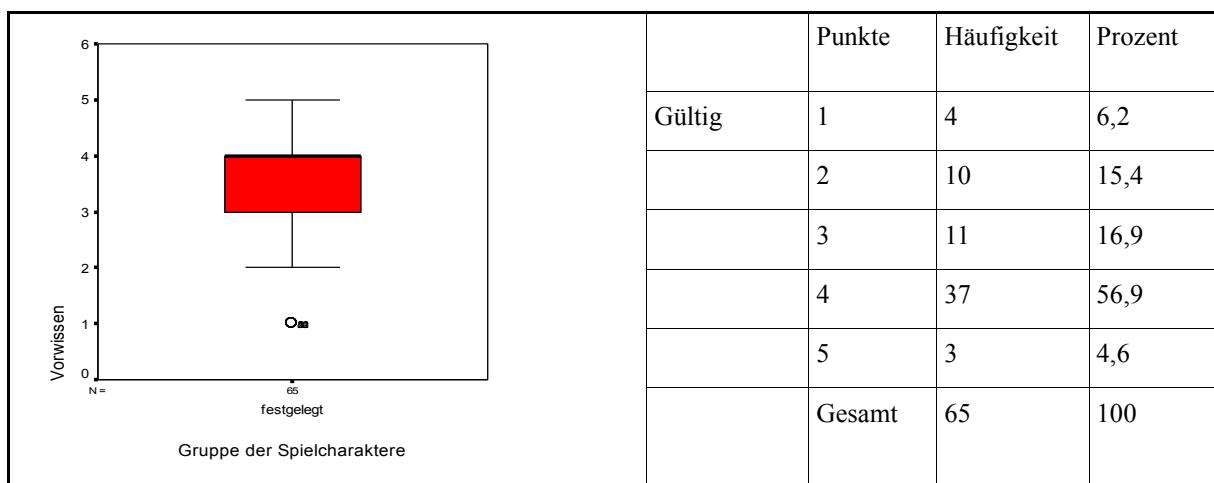 6
5
4
3
2
1
0
Vorwissen
N =
65
festgelegt
Gruppe der Spielcharaktere
Punkte Häufigkeit Prozent
Gültig 1 4 6,2
2 10 15,4
3 11 16,9
4 37 56,9
5 3 4,6
Gesamt 65 100